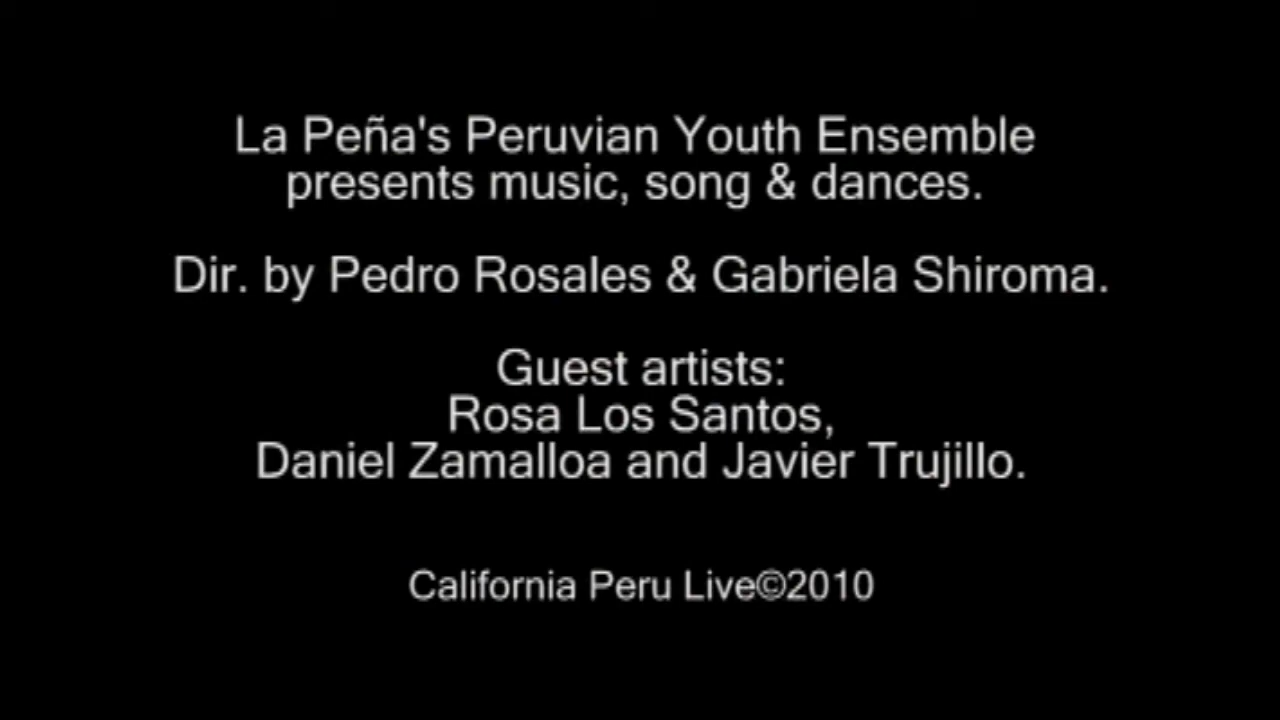 La Peña's Peruvian Youth Ensemble
presents music, song & dances.
Dir. by Pedro Rosales & Gabriela Shiroma.
Guest artists:
Rosa Los Santos,
Daniel Zamalloa and Javier Trujillo.
California Peru Live©2010